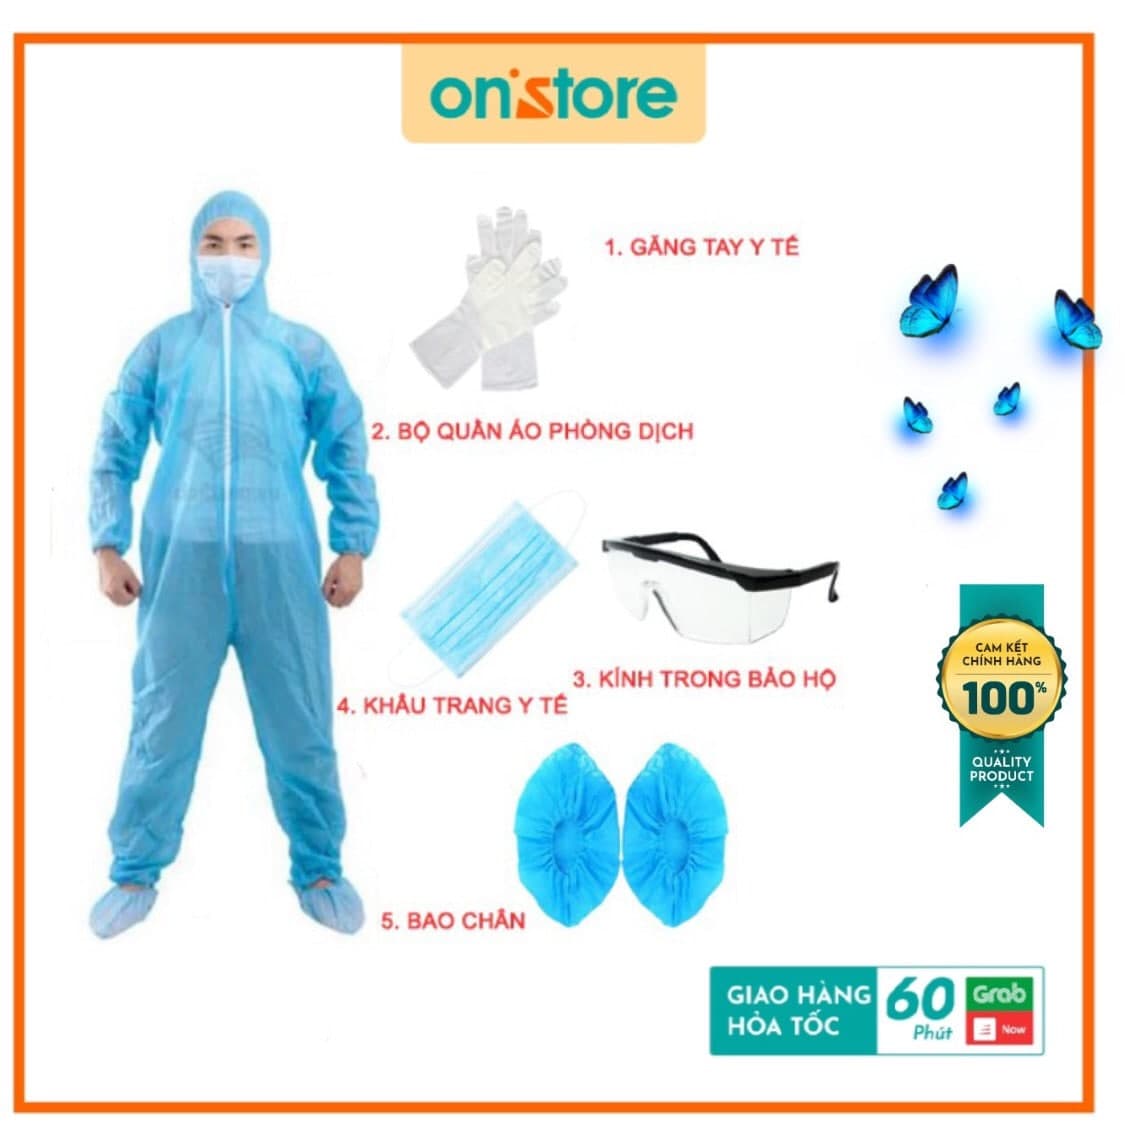 onstore
1. GĂNG TAY Y TẾ
2. BỘ QUẦN ÁO PHÒNG DỊCH
3. KÍNH TRONG BẢO HỘ
4. KHẨU TRANG Y TẾ
5. BAO CHÂN
CAM KẾT
CHÍNH HÃNG
100%
QUALITY
PRODUCT
GIAO HÀNG
HỎA TỐC
60
Phút
Grab
Now